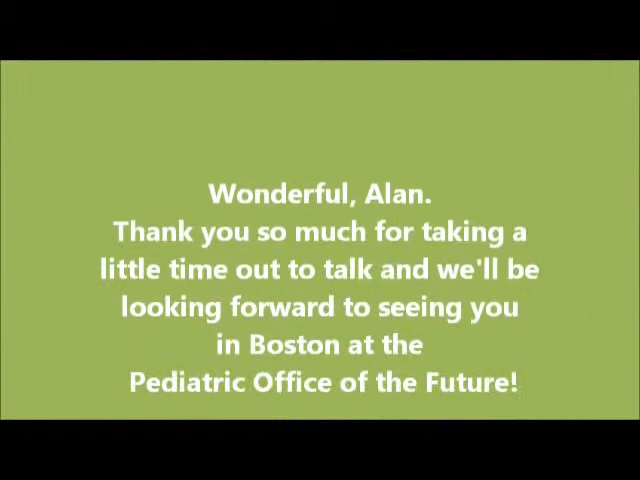 Wonderful, Alan.
Thank you so much for taking a
little time out to talk and we'll be
looking forward to seeing you
in Boston at the
Pediatric Office of the Future!